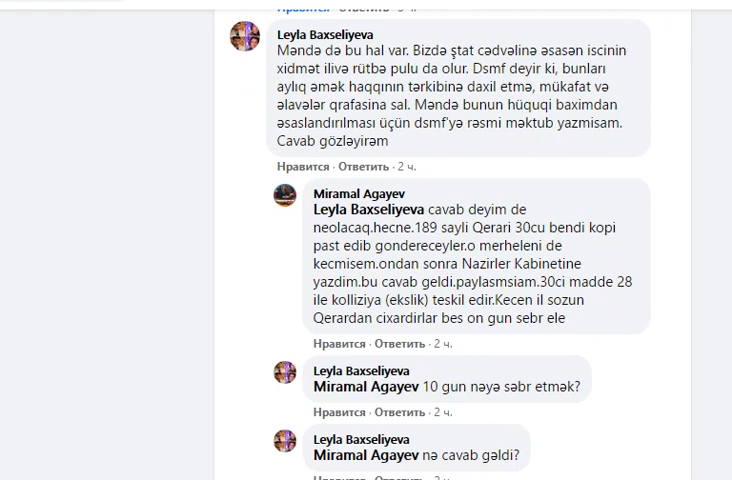 Leyla Baxseliyeva
Məndə də bu hal var. Bizdə ştat cədvəlinə əsasən iscinin
xidmət ilivə rütbə pulu da olur. Dsmf deyir ki, bunları
aylıq əmək haqqının tərkibinə daxil etmə, mükafat və
əlavələr qrafasina sal. Məndə bunun hüquqi baximdan
əsaslandırılması üçün dsmf'yə rəsmi məktub yazmisam.
Cavab gözləyirəm
Нравится · Ответить · 2 ч.
Miramal Agayev
Leyla Baxseliyeva cavab deyim de
neolacaq.hecne.189 sayli Qerari 30cu bendi kopi
past edib gondereceyler.o merheleni de
kecmisem.ondan sonra Nazirler Kabinetine
yazdim.bu cavab geldi.paylasmsiam.30ci madde 28
ile kolliziya (ekslik) teskil edir.Kecen il sozun
Qerardan cixardirlar bes on gun sebr ele
Нравится · Ответить · 2 ч.
Leyla Baxseliyeva
Miramal Agayev 10 gun nəyə səbr etmək?
Нравится · Ответить · 2 ч.
Leyla Baxseliyeva
Miramal Agayev nə cavab gəldi?